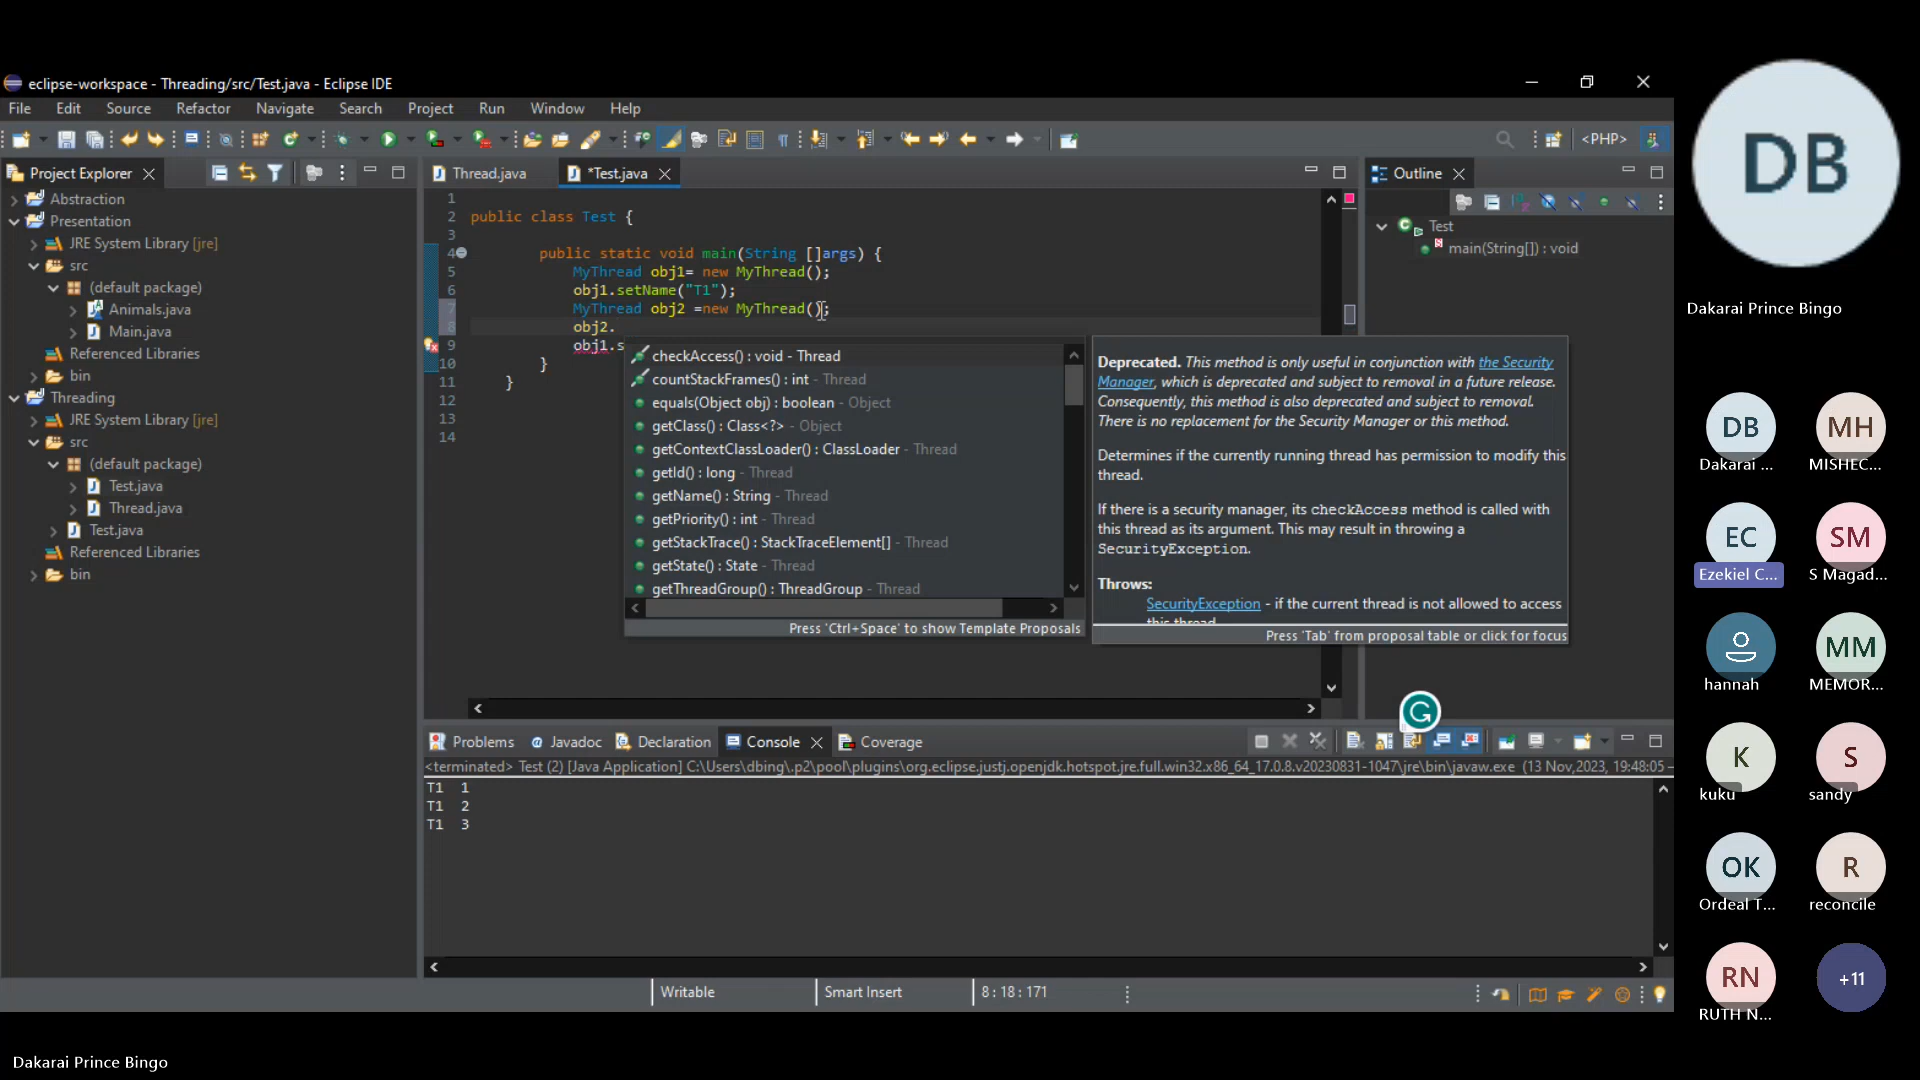 eclipse-workspace - Threading/src/Test.java - Eclipse IDE
File Edit Source Refactor Navigate Search Project Run Window Help
<PHP>
Project Explorer
Abstraction
Presentation
JRE System Library [jre]
src
(default package)
Animals.java
Main.java
Referenced Libraries
bin
Threading
JRE System Library [jre]
src
(default package)
Test.java
Thread.java
Test.java
Referenced Libraries
bin
Thread.java *Test.java
1
2 public class Test {
3
4 public static void main(String []args) {
5 MyThread obj1= new MyThread();
6 obj1.setName("T1");
7 MyThread obj2 =new MyThread();
8 obj2.
9 obj1.s
10 }
11 }
12
13
14
checkAccess() : void - Thread
countStackFrames() : int - Thread
equals(Object obj) : boolean - Object
getClass() : Class<?> - Object
getContextClassLoader() : ClassLoader - Thread
getId() : long - Thread
getName() : String - Thread
getPriority() : int - Thread
getStackTrace() : StackTraceElement[] - Thread
getState() : State - Thread
getThreadGroup() : ThreadGroup - Thread
Press 'Ctrl+Space' to show Template Proposals
Deprecated. This method is only useful in conjunction with the Security
Manager, which is deprecated and subject to removal in a future release.
Consequently, this method is also deprecated and subject to removal.
There is no replacement for the Security Manager or this method.
Determines if the currently running thread has permission to modify this
thread.
If there is a security manager, its checkAccess method is called with
this thread as its argument. This may result in throwing a
SecurityException.
Throws:
SecurityException - if the current thread is not allowed to access
this thread
Press 'Tab' from proposal table or click for focus
Outline
Test
main(String[]) : void
Problems Javadoc Declaration Console Coverage
<terminated> Test (2) [Java Application] C:\Users\dbing\.p2\pool\plugins\org.eclipse.justj.openjdk.hotspot.jre.full.win32.x86_64_17.0.8.v20230831-1047\jre\bin\javaw.exe (13 Nov,2023, 19:48:05 –
T1 1
T1 2
T1 3
Writable Smart Insert 8 : 18 : 171
Dakarai Prince Bingo
DB
Dakarai Prince Bingo
DB MH
Dakarai ... MISHEC...
EC SM
Ezekiel C... S Magad...
MM
hannah MEMOR...
K S
kuku sandy
OK R
Ordeal T... reconcile
RN +11
RUTH N...